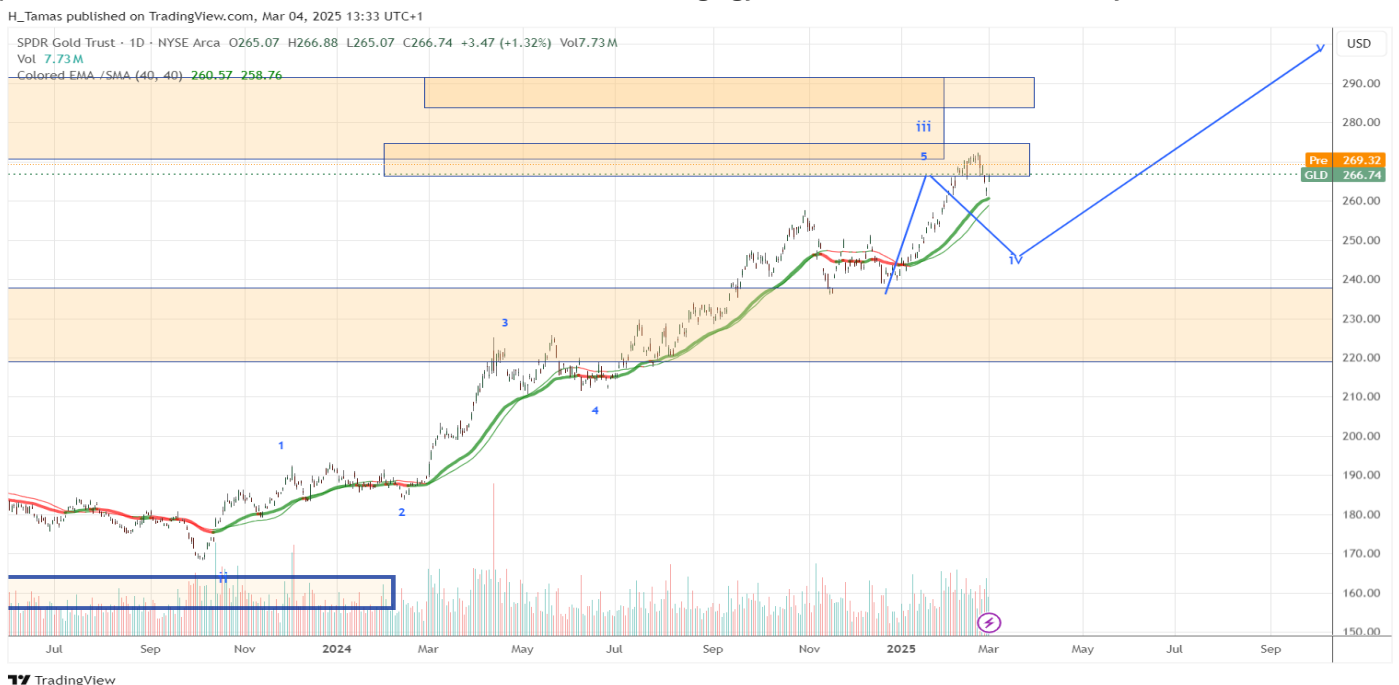 H_Tamas published on TradingView.com, Mar 04, 2025 13:33 UTC+1
SPDR Gold Trust · 1D · NYSE Arca O265.07 H266.88 L265.07 C266.74 +3.47 (+1.32%) Vol7.73M
Vol 7.73M
Colored EMA /SMA (40, 40) 260.57 258.76
USD
v
290.00
280.00
iii
5
Pre 269.32
GLD 266.74
260.00
250.00
iv
240.00
230.00
3
220.00
210.00
4
200.00
1
190.00
2
180.00
170.00
ii
160.00
150.00
Jul Sep Nov 2024 Mar May Jul Sep Nov 2025 Mar May Jul Sep
TradingView